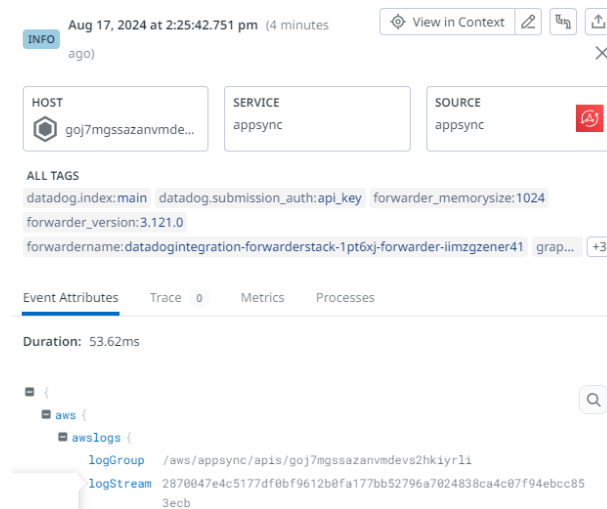 INFO
Aug 17, 2024 at 2:25:42.751 pm (4 minutes
ago)
View in Context
HOST
goj7mgssazanvmde...
SERVICE
appsync
SOURCE
appsync
ALL TAGS
datadog.index:main datadog.submission_auth:api_key forwarder_memorysize:1024
forwarder_version:3.121.0
forwardername:datadogintegration-forwarderstack-1pt6xj-forwarder-iimzgzener41 grap... +3
Event Attributes Trace 0 Metrics Processes
Duration: 53.62ms
{
aws {
awslogs {
logGroup /aws/appsync/apis/goj7mgssazanvmdevs2hkiyrli
logStream 2870047e4c5177df0bf9612b0fa177bb52796a7024838ca4c07f94ebcc85
3ecb